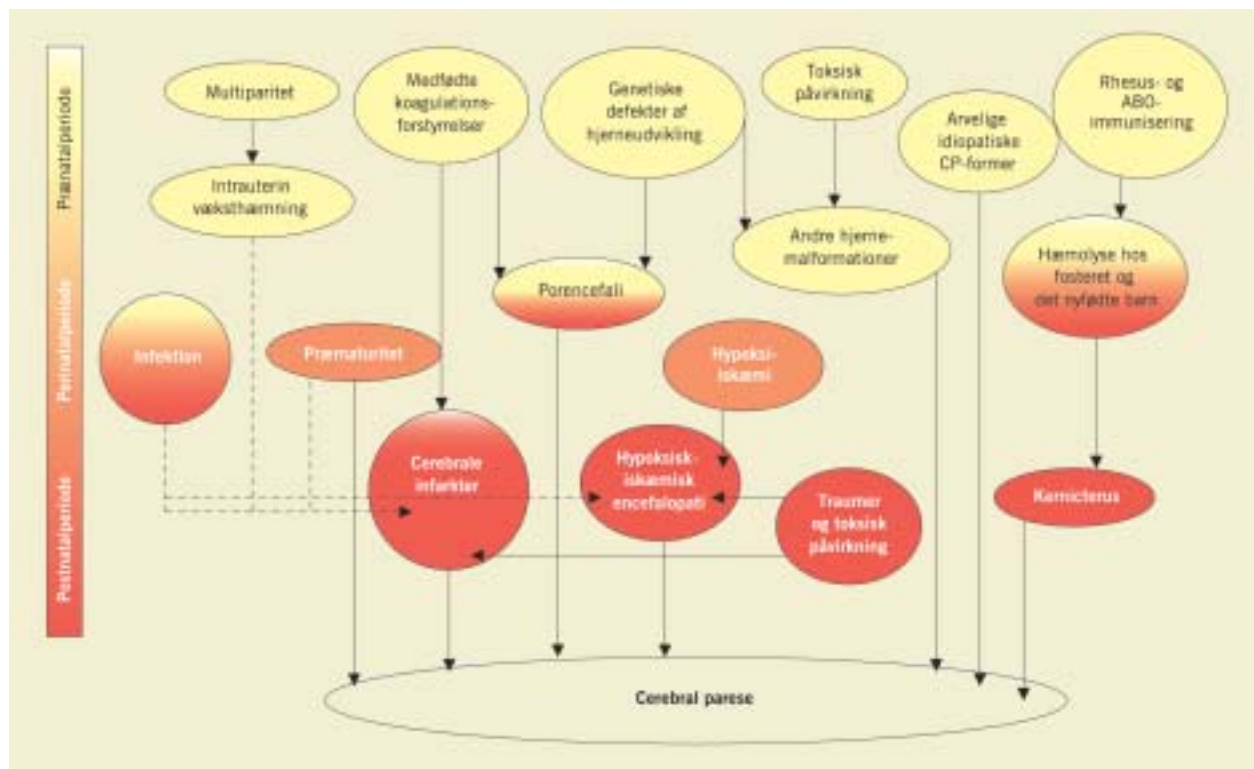 Prænatalperiode
Perinatalperiode
Postnatalperiode
Multiparitet
Medfødte
koagulations-
forstyrrelser
Genetiske
defekter af
hjerneudvikling
Toksisk
påvirkning
Arvelige
idiopatiske
CP-former
Rhesus- og
ABO-
immunisering
Intrauterin
væksthæmning
Andre hjerne-
malformationer
Hæmolyse hos
fosteret og
det nyfødte barn
Porencefali
Infektion
Præmaturitet
Hypoksi-
iskæmi
Cerebrale
infarkter
Hypoksisk-
iskæmisk
encefalopati
Traumer
og toksisk
påvirkning
Kernicterus
Cerebral parese